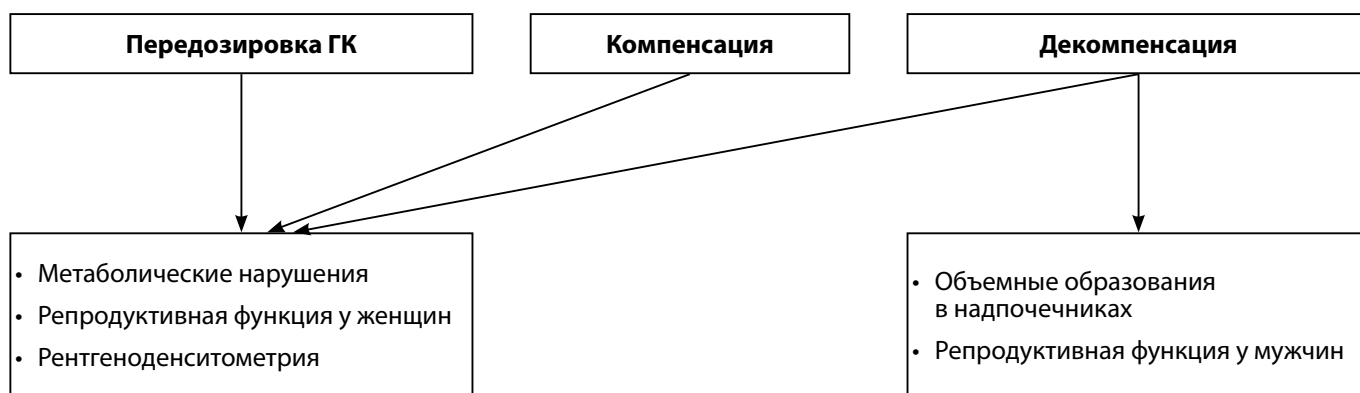 Передозировка ГК
Компенсация
Декомпенсация
• Метаболические нарушения
• Репродуктивная функция у женщин
• Рентгеноденситометрия
• Объемные образования
в надпочечниках
• Репродуктивная функция у мужчин